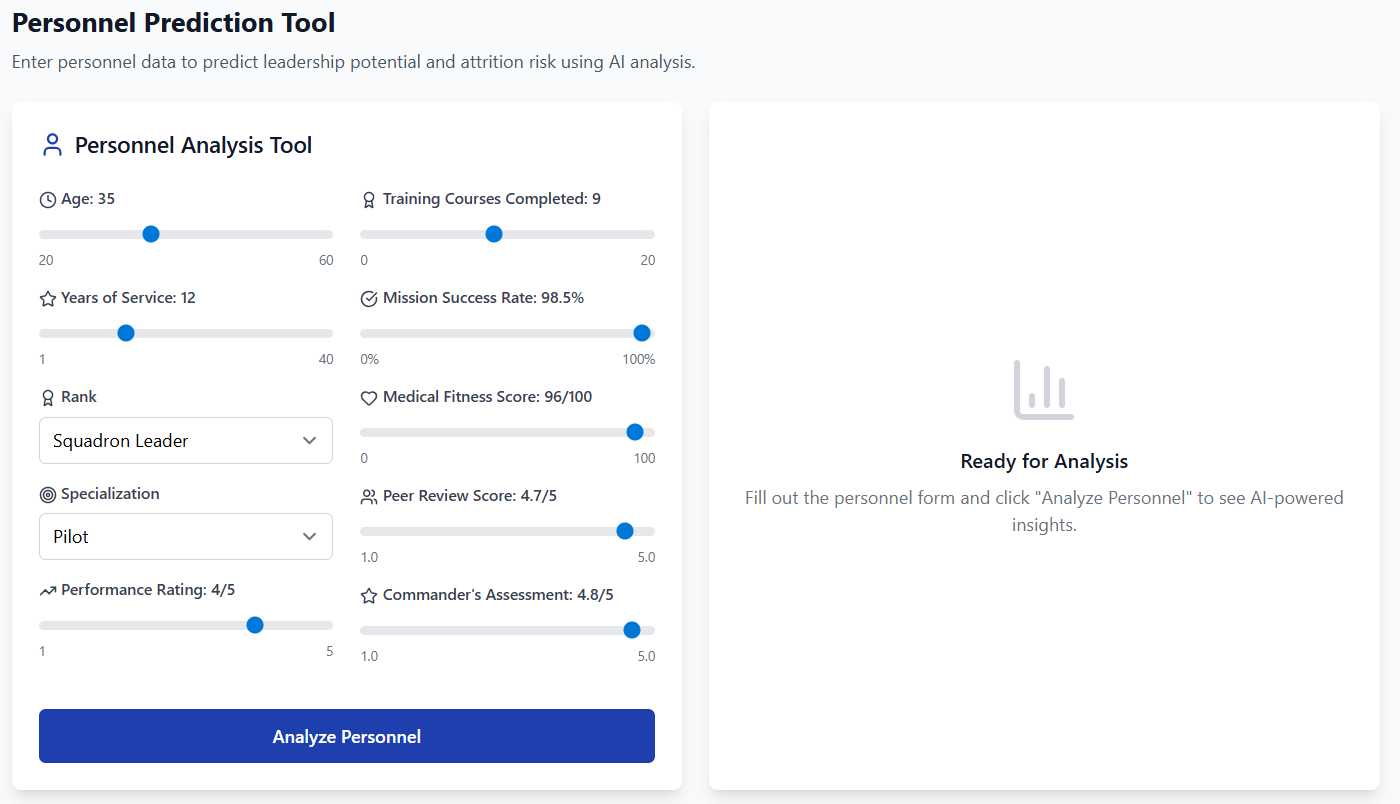 Personnel Prediction Tool
Enter personnel data to predict leadership potential and attrition risk using AI analysis.
Personnel Analysis Tool
Age: 35
20 60
Years of Service: 12
1 40
Rank
Squadron Leader
Specialization
Pilot
Performance Rating: 4/5
1 5
Training Courses Completed: 9
0 20
Mission Success Rate: 98.5%
0% 100%
Medical Fitness Score: 96/100
0 100
Peer Review Score: 4.7/5
1.0 5.0
Commander's Assessment: 4.8/5
1.0 5.0
Analyze Personnel
Ready for Analysis
Fill out the personnel form and click "Analyze Personnel" to see AI-powered
insights.